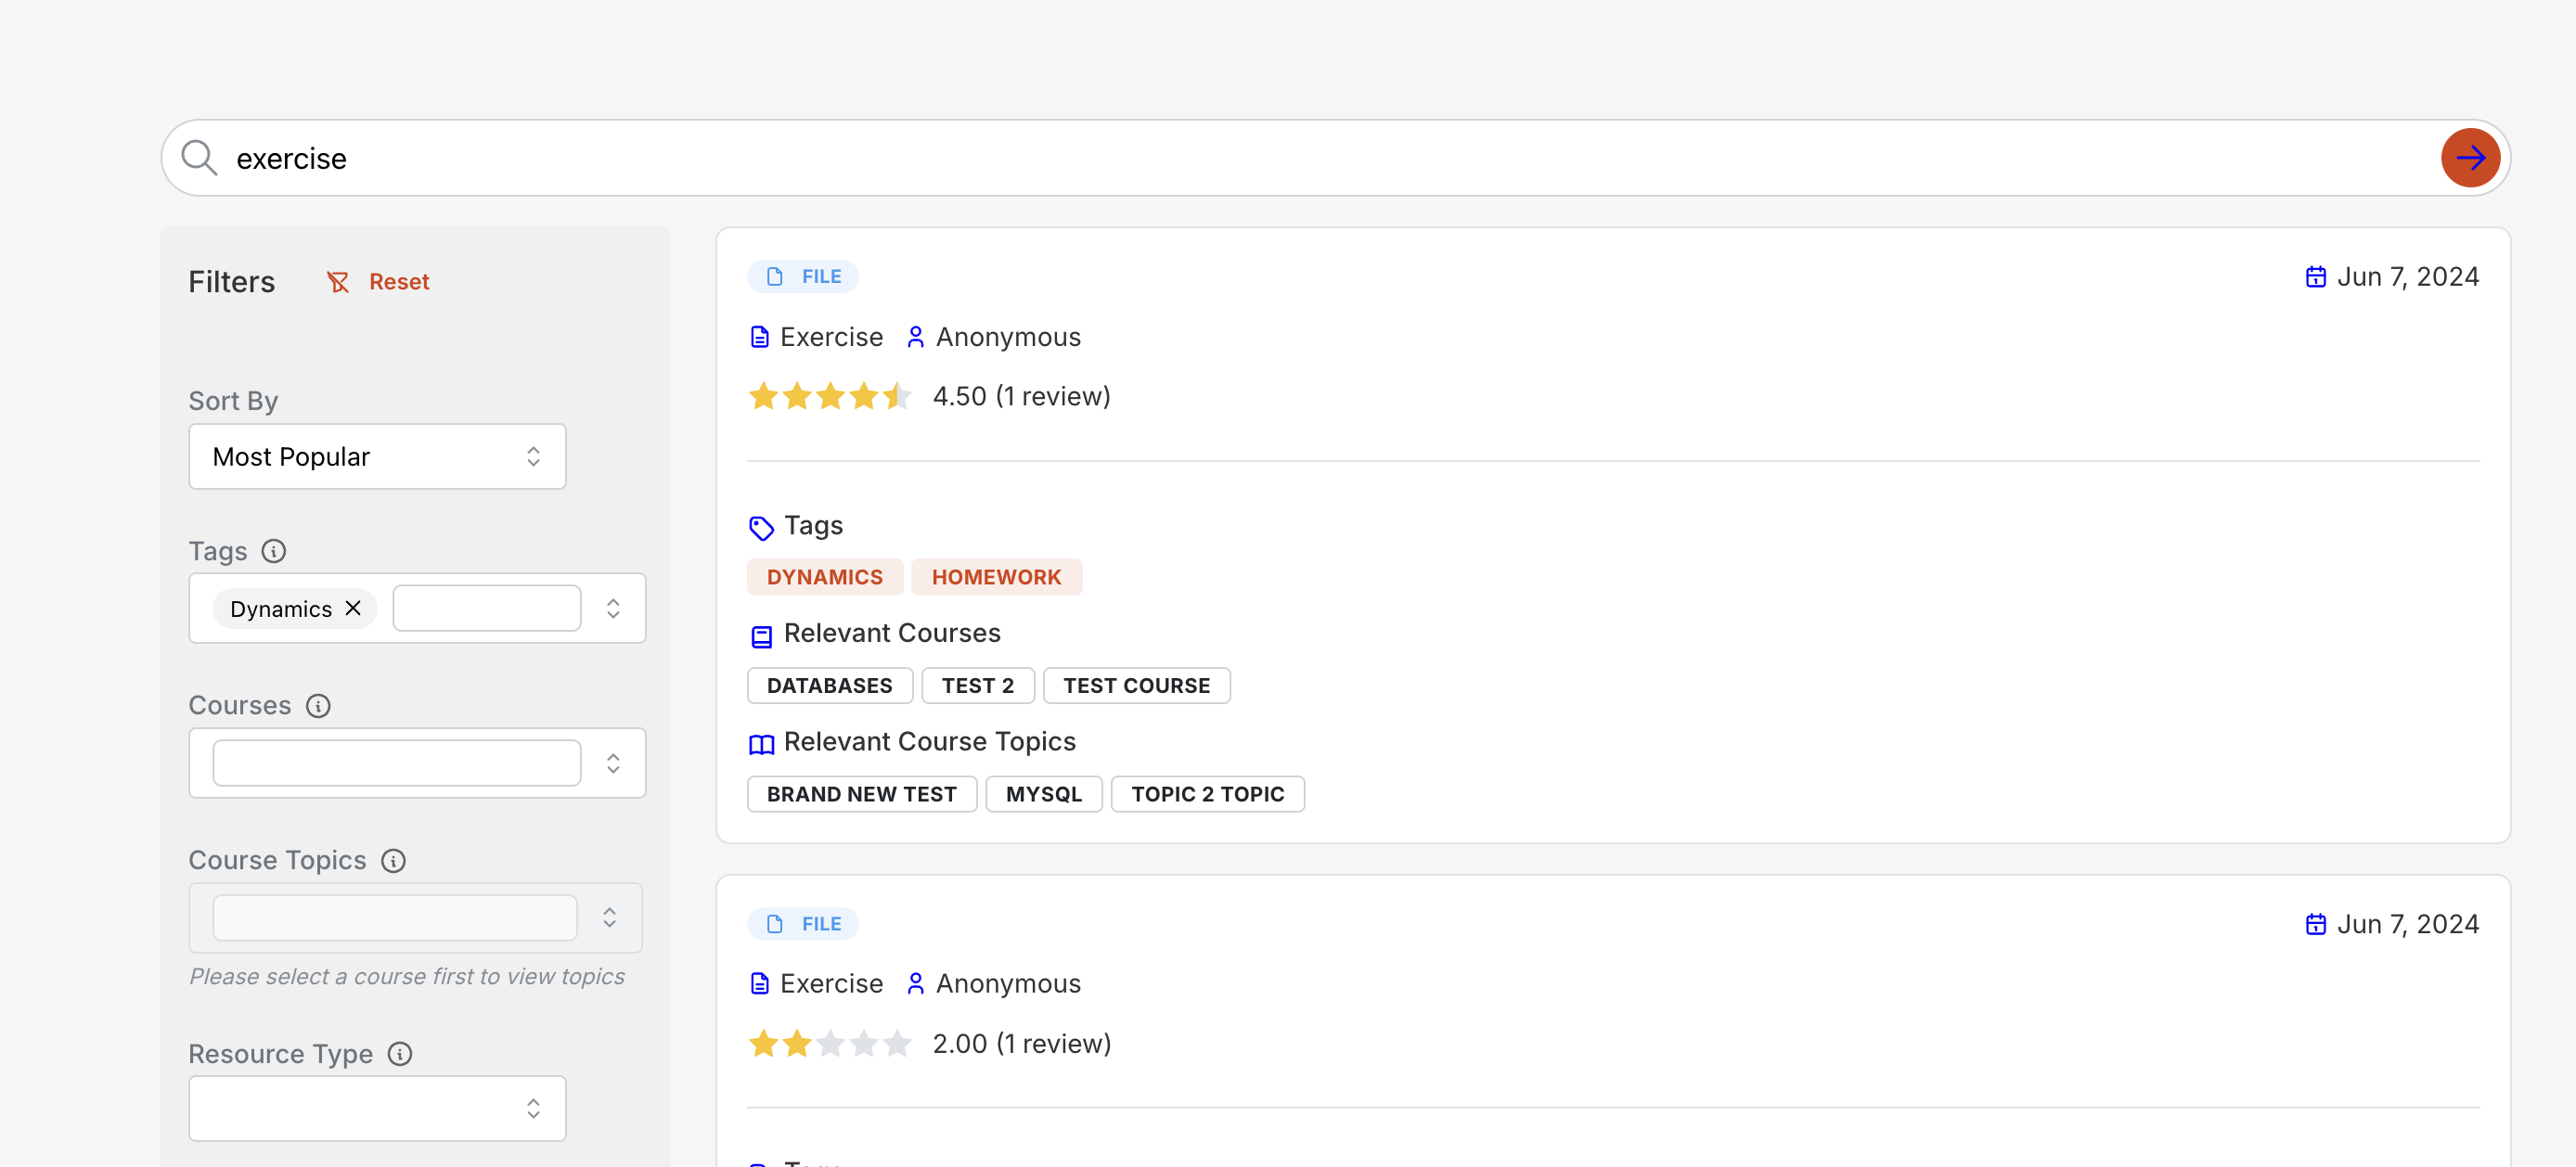 exercise
Filters Reset
Sort By
Most Popular
Tags
Dynamics
Courses
Course Topics
Please select a course first to view topics
Resource Type
FILE Jun 7, 2024
Exercise Anonymous
4.50 (1 review)
Tags
DYNAMICS HOMEWORK
Relevant Courses
DATABASES TEST 2 TEST COURSE
Relevant Course Topics
BRAND NEW TEST MYSQL TOPIC 2 TOPIC
FILE Jun 7, 2024
Exercise Anonymous
2.00 (1 review)